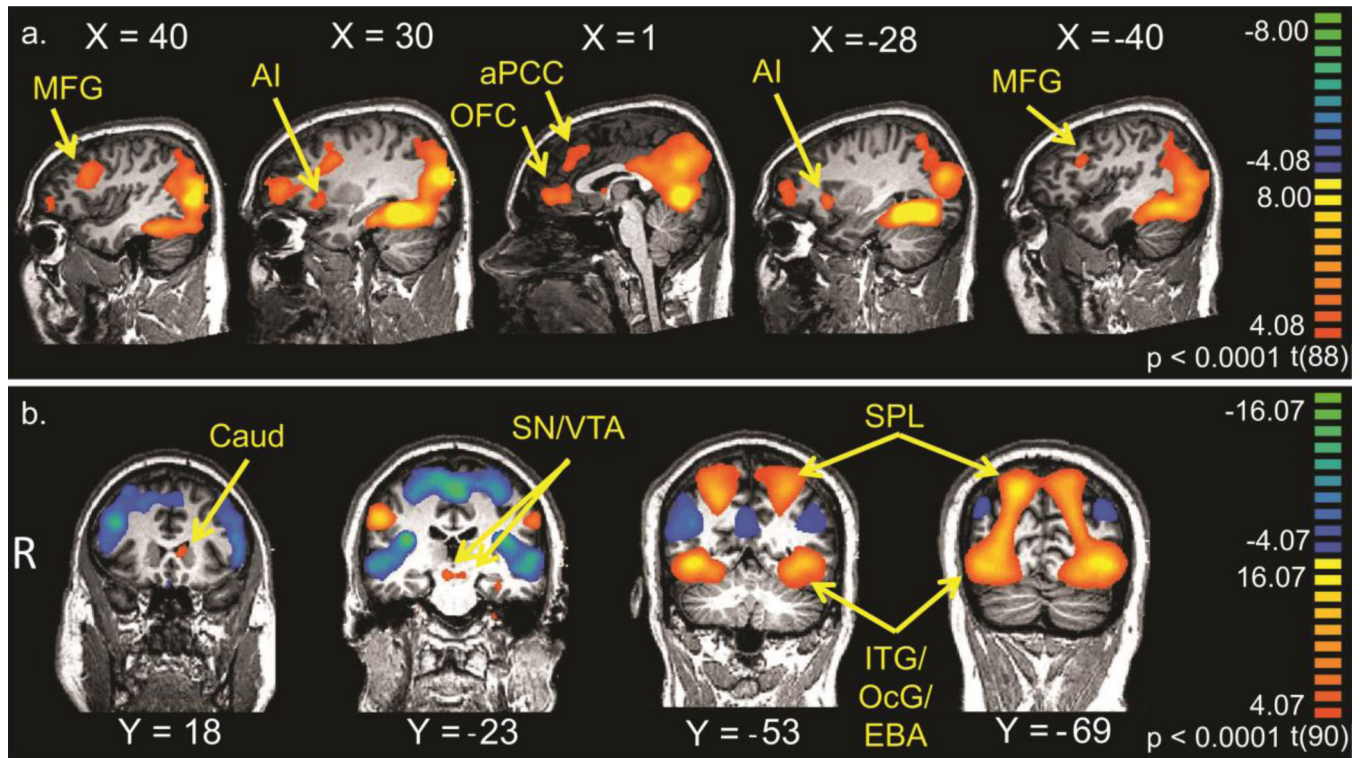 a.
X = 40
X = 30
X = 1
X = -28
X = -40
MFG
AI
aPCC
OFC
AI
MFG
-8.00
-4.08
8.00
4.08
p < 0.0001 t(88)
b.
Caud
SN/VTA
SPL
R
ITG/
OcG/
EBA
Y = 18
Y = -23
Y = -53
Y = -69
-16.07
-4.07
16.07
4.07
p < 0.0001 t(90)